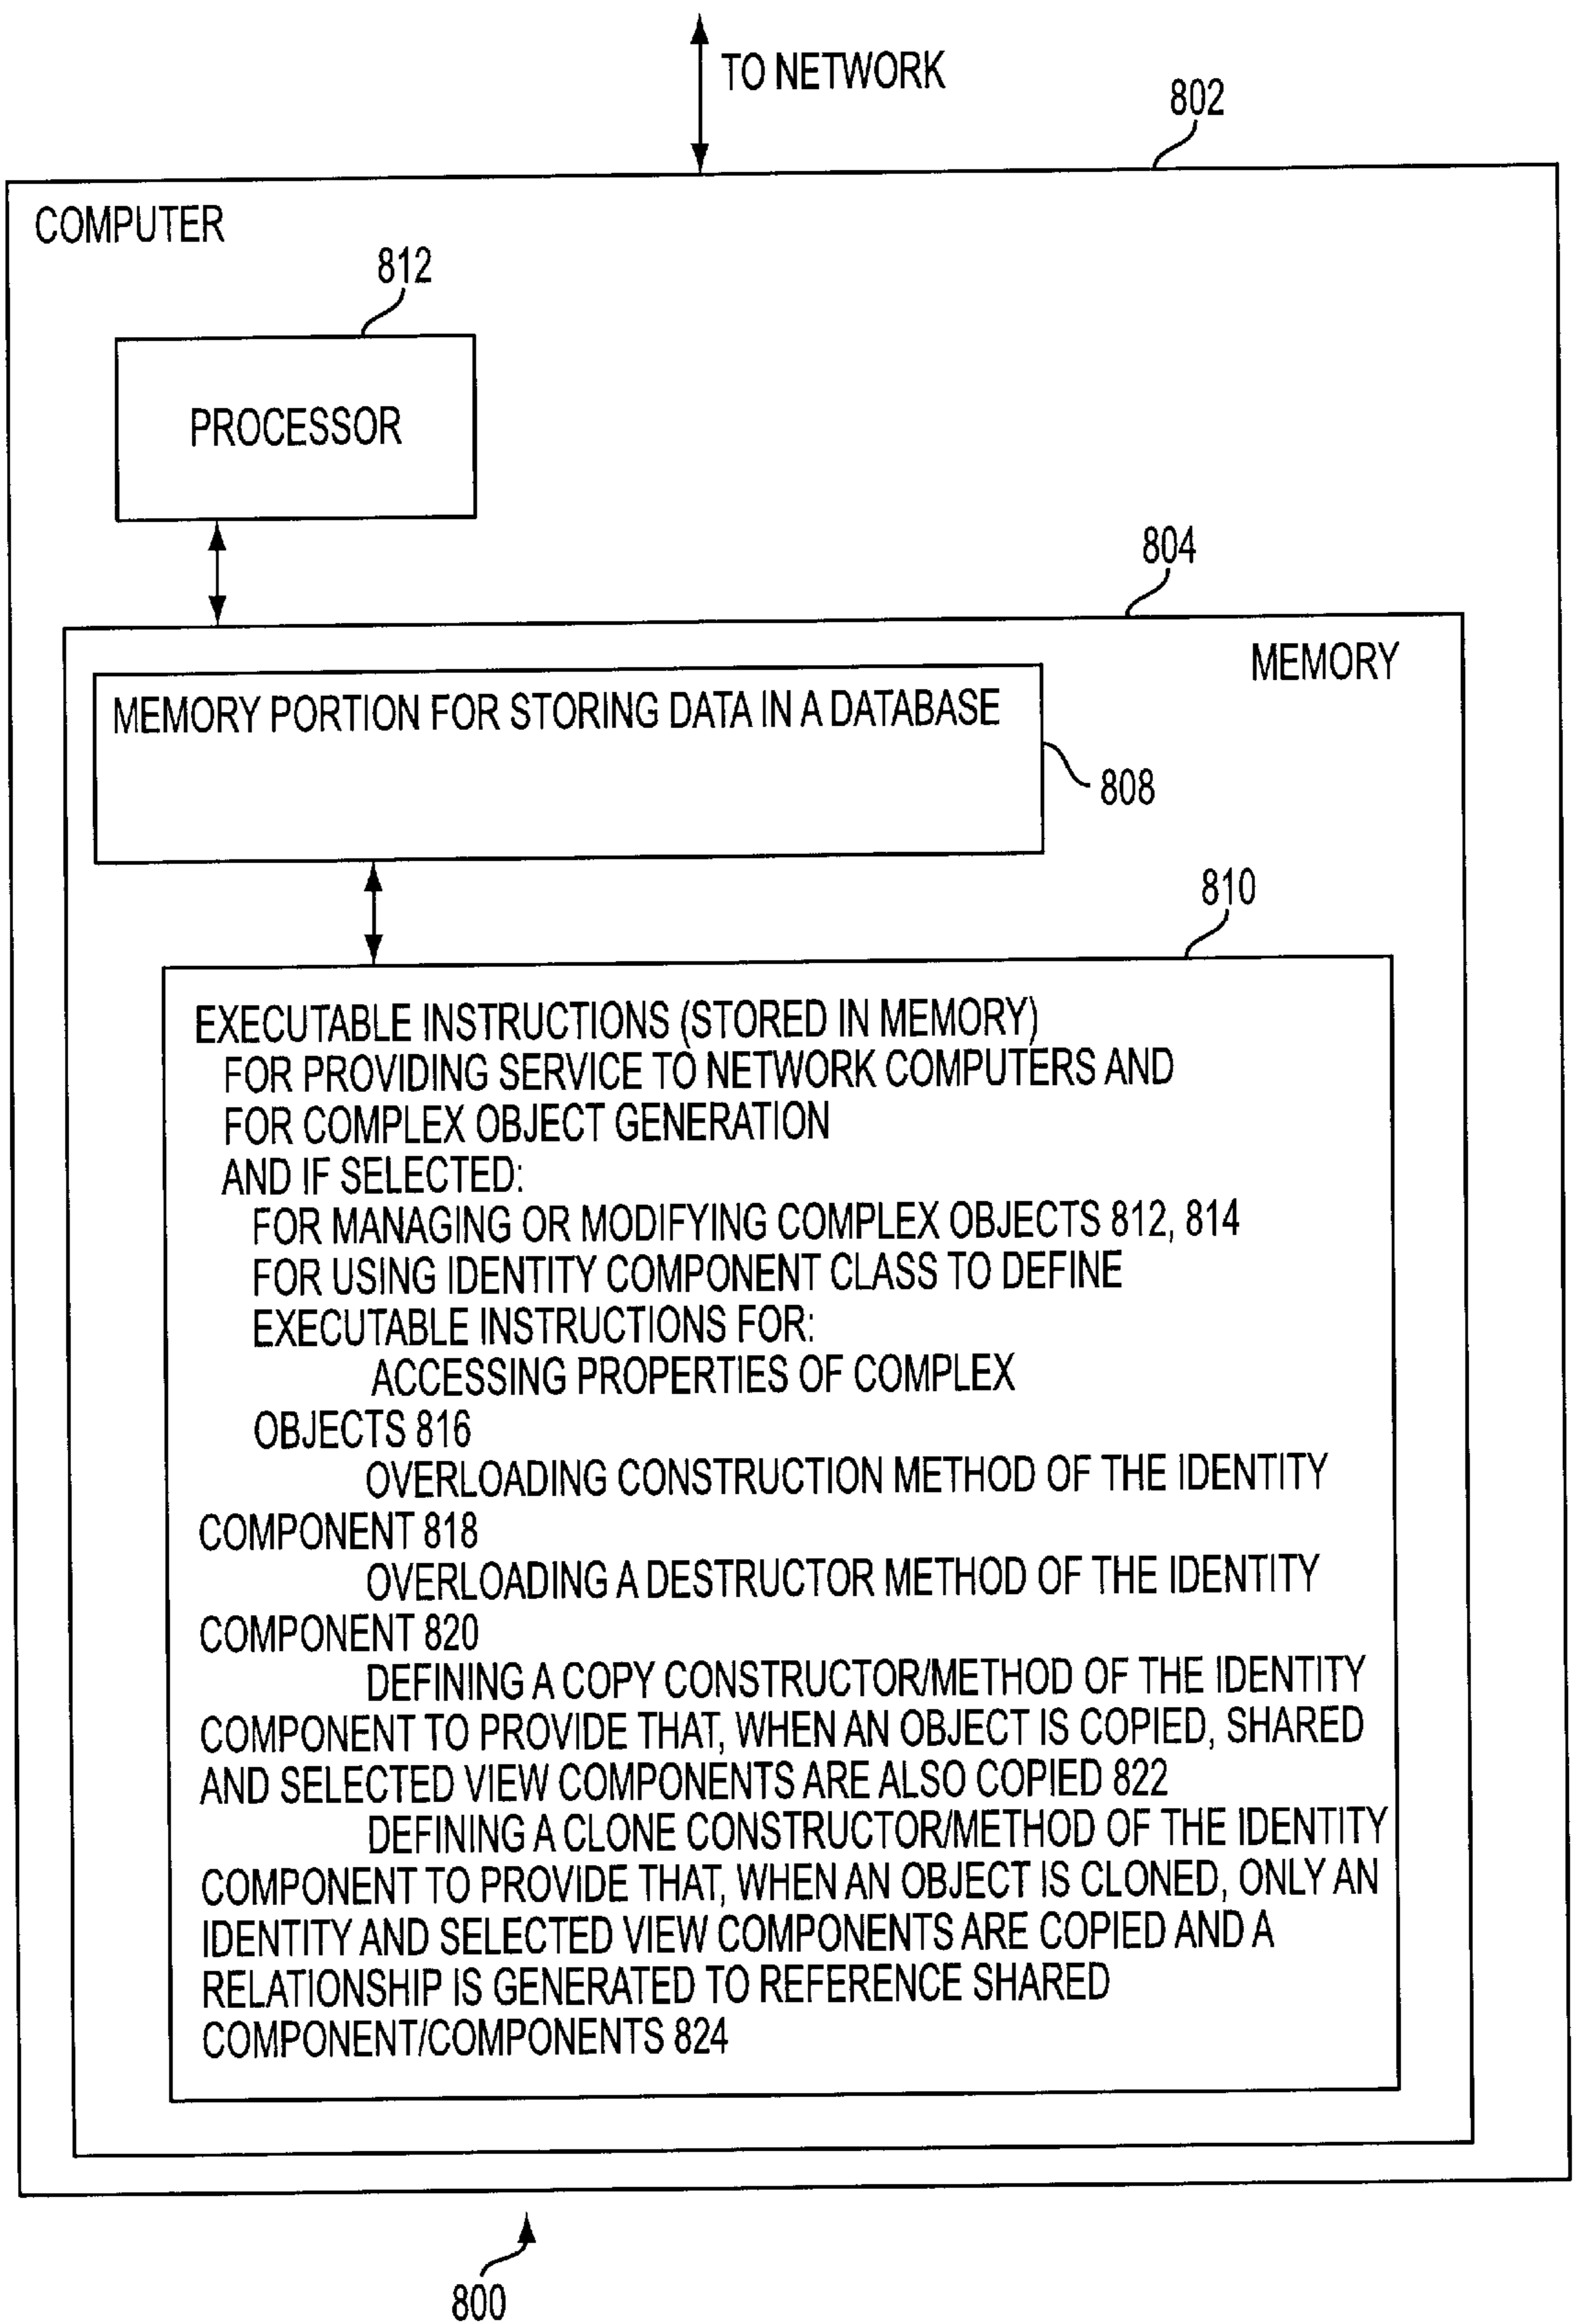 TO NETWORK
802
COMPUTER
812
PROCESSOR
804
MEMORY
MEMORY PORTION FOR STORING DATA IN A DATABASE
808
810
EXECUTABLE INSTRUCTIONS (STORED IN MEMORY)
FOR PROVIDING SERVICE TO NETWORK COMPUTERS AND
FOR COMPLEX OBJECT GENERATION
AND IF SELECTED:
FOR MANAGING OR MODIFYING COMPLEX OBJECTS 812, 814
FOR USING IDENTITY COMPONENT CLASS TO DEFINE
EXECUTABLE INSTRUCTIONS FOR:
ACCESSING PROPERTIES OF COMPLEX
OBJECTS 816
OVERLOADING CONSTRUCTION METHOD OF THE IDENTITY
COMPONENT 818
OVERLOADING A DESTRUCTOR METHOD OF THE IDENTITY
COMPONENT 820
DEFINING A COPY CONSTRUCTOR/METHOD OF THE IDENTITY
COMPONENT TO PROVIDE THAT, WHEN AN OBJECT IS COPIED, SHARED
AND SELECTED VIEW COMPONENTS ARE ALSO COPIED 822
DEFINING A CLONE CONSTRUCTOR/METHOD OF THE IDENTITY
COMPONENT TO PROVIDE THAT, WHEN AN OBJECT IS CLONED, ONLY AN
IDENTITY AND SELECTED VIEW COMPONENTS ARE COPIED AND A
RELATIONSHIP IS GENERATED TO REFERENCE SHARED
COMPONENT/COMPONENTS 824
800